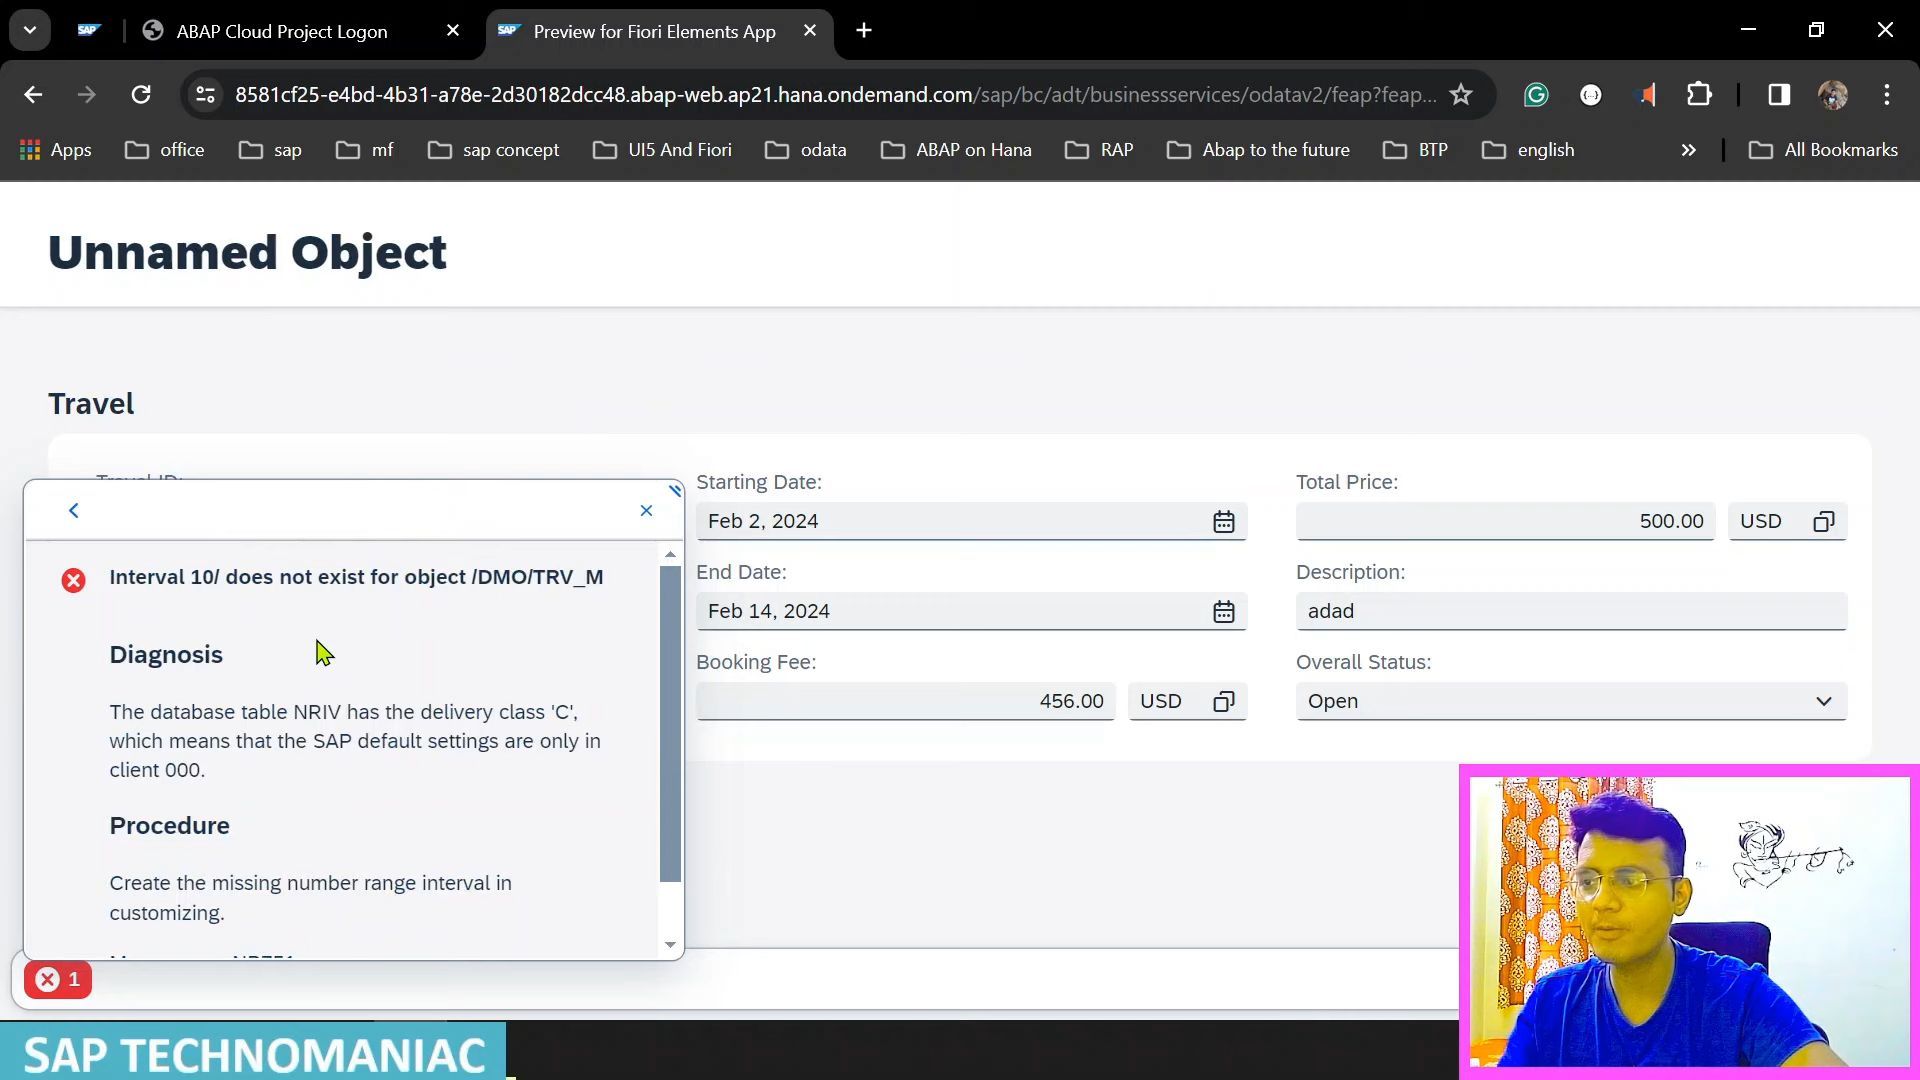 SAP
ABAP Cloud Project Logon
SAP
Preview for Fiori Elements App
8581cf25-e4bd-4b31-a78e-2d30182dcc48.abap-web.ap21.hana.ondemand.com/sap/bc/adt/businessservices/odatav2/feap?feap...
Apps
office
sap
mf
sap concept
UI5 And Fiori
odata
ABAP on Hana
RAP
Abap to the future
BTP
english
»
All Bookmarks
Unnamed Object
Travel
Travel ID:
Starting Date:
Feb 2, 2024
Total Price:
500.00
USD
End Date:
Feb 14, 2024
Description:
adad
Booking Fee:
456.00
USD
Overall Status:
Open
Interval 10/ does not exist for object /DMO/TRV_M
Diagnosis
The database table NRIV has the delivery class 'C',
which means that the SAP default settings are only in
client 000.
Procedure
Create the missing number range interval in
customizing.
1
SAP TECHNOMANIAC